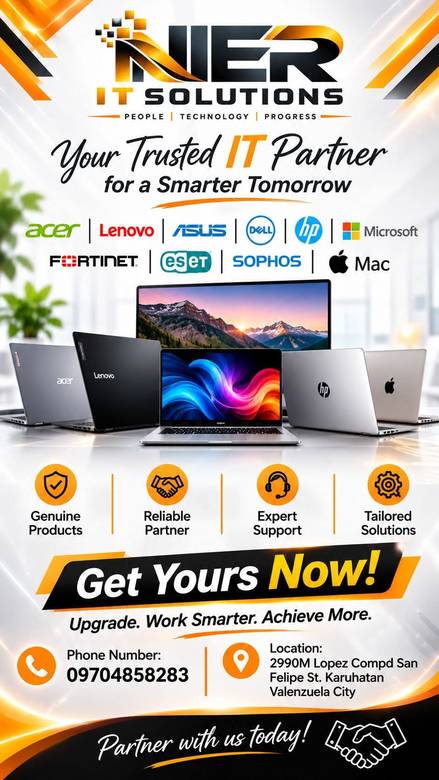 NIER
IT SOLUTIONS
PEOPLE | TECHNOLOGY | PROGRESS
Your Trusted IT Partner
for a Smarter Tomorrow
acer | Lenovo | ASUS | DELL | hp | Microsoft
FORTINET | eSeT | SOPHOS | Mac
acer
Lenovo
hp
Genuine Products
Reliable Partner
Expert Support
Tailored Solutions
Get Yours Now!
Upgrade. Work Smarter. Achieve More.
Phone Number:
09704858283
Location:
2990M Lopez Compd San
Felipe St. Karuhatan
Valenzuela City
Partner with us today!